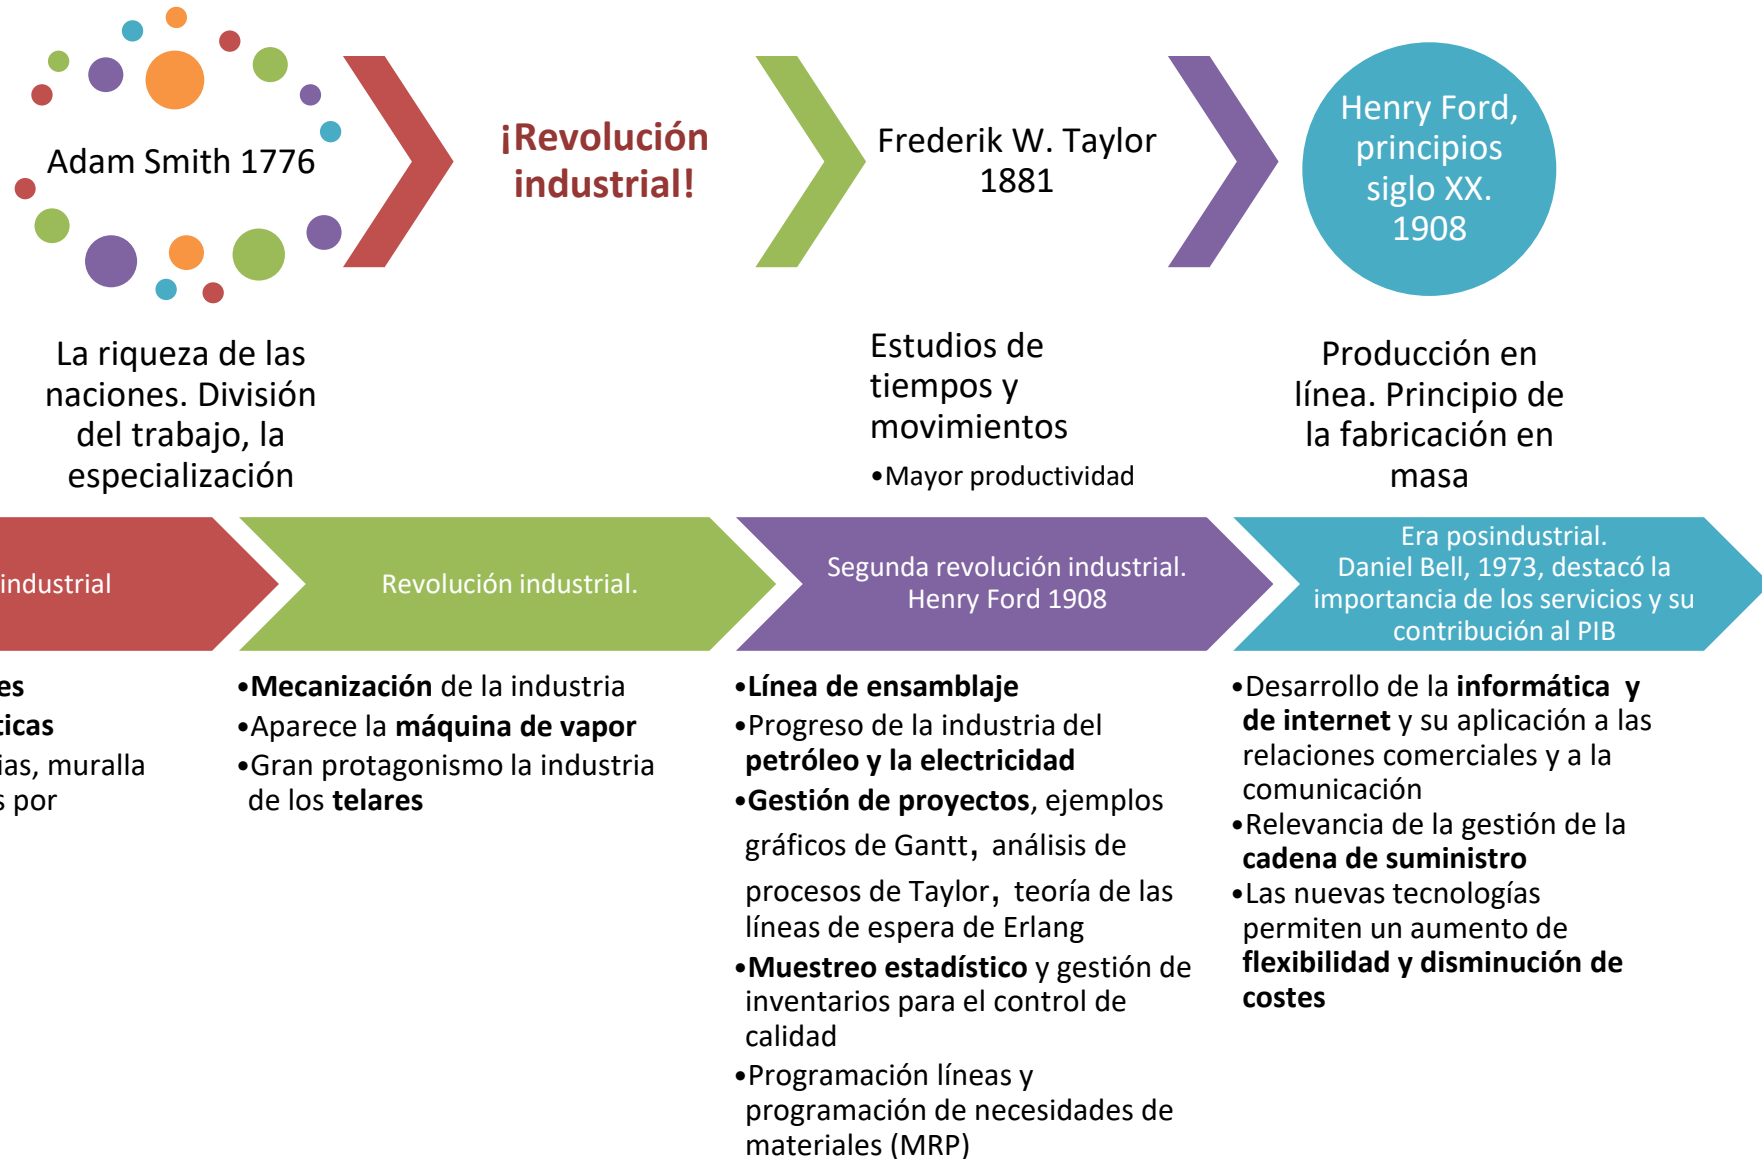 Adam Smith 1776
¡Revolución
industrial!
Frederik W. Taylor
1881
Henry Ford,
principios
siglo XX.
1908
La riqueza de las
naciones. División
del trabajo, la
especialización
Estudios de
tiempos y
movimientos
•Mayor productividad
Producción en
línea. Principio de
la fabricación en
masa
industrial
muralla
por
Revolución industrial.
•Mecanización de la industria
•Aparece la máquina de vapor
•Gran protagonismo la industria
de los telares
Segunda revolución industrial.
Henry Ford 1908
•Línea de ensamblaje
•Progreso de la industria del
petróleo y la electricidad
•Gestión de proyectos, ejemplos
gráficos de Gantt, análisis de
procesos de Taylor, teoría de las
líneas de espera de Erlang
•Muestreo estadístico y gestión de
inventarios para el control de
calidad
•Programación líneas y
programación de necesidades de
materiales (MRP)
Era posindustrial.
Daniel Bell, 1973, destacó la
importancia de los servicios y su
contribución al PIB
•Desarrollo de la informática y
de internet y su aplicación a las
relaciones comerciales y a la
comunicación
•Relevancia de la gestión de la
cadena de suministro
•Las nuevas tecnologías
permiten un aumento de
flexibilidad y disminución de
costes